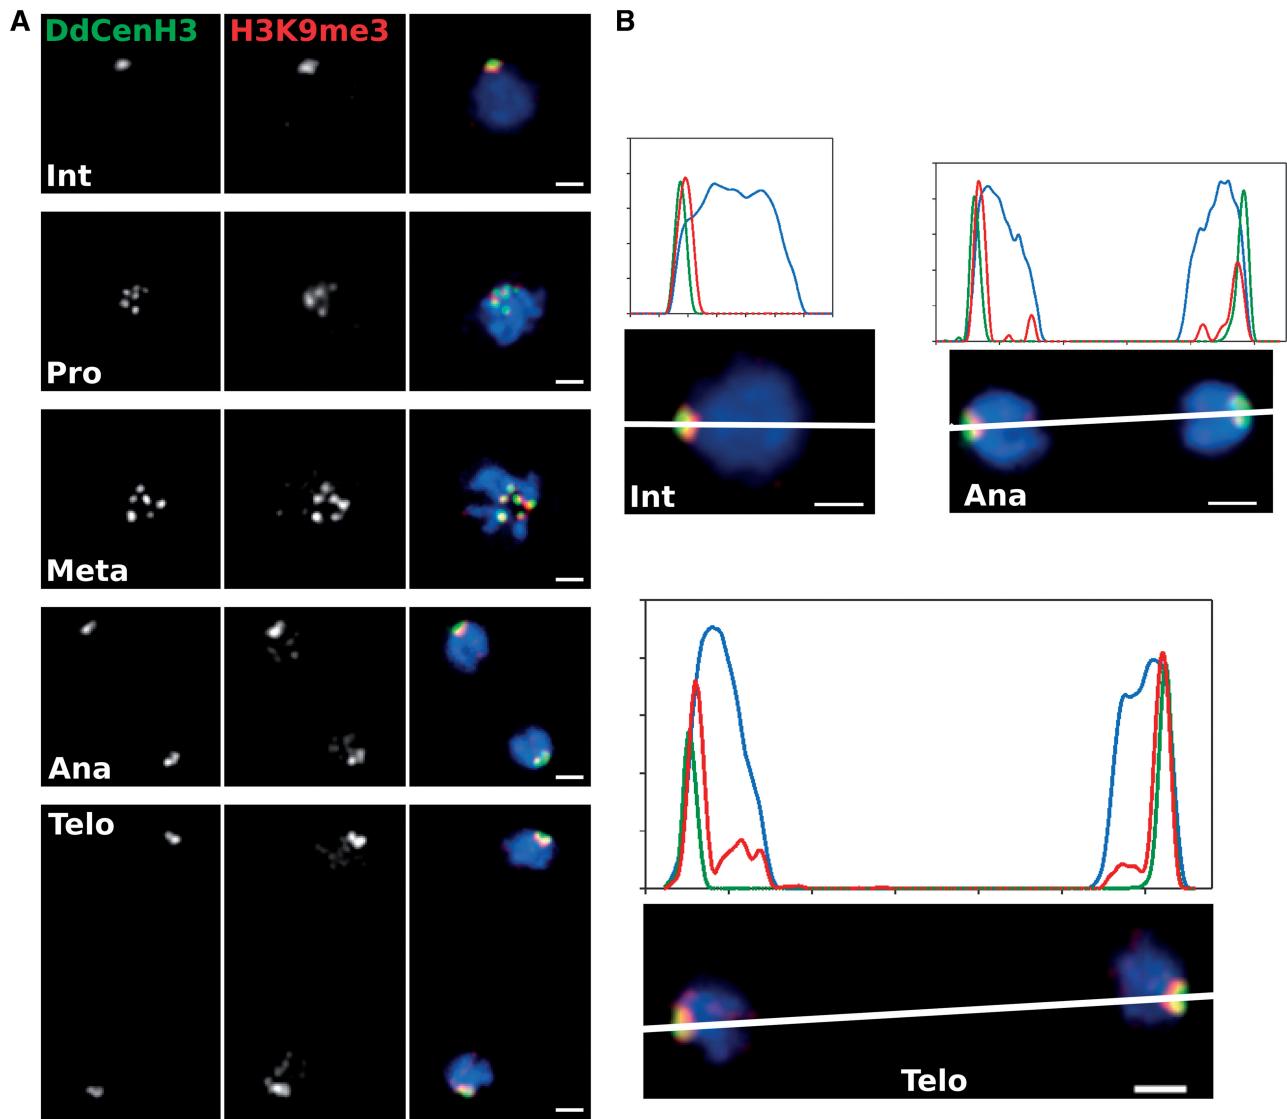 A
DdCenH3 H3K9me3
Int
Pro
Meta
Ana
Telo
B
Int
Ana
Telo